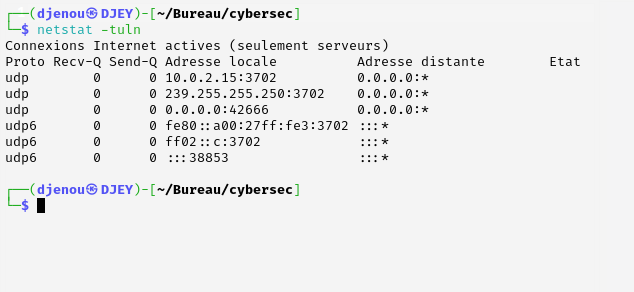 ┌──(djenou㉿DJEY)-[~/Bureau/cybersec]
└─$ netstat -tuln
Connexions Internet actives (seulement serveurs)
Proto Recv-Q Send-Q Adresse locale          Adresse distante        Etat
udp        0      0 10.0.2.15:3702          0.0.0.0:*
udp        0      0 239.255.255.250:3702    0.0.0.0:*
udp        0      0 0.0.0.0:42666           0.0.0.0:*
udp6       0      0 fe80::a00:27ff:fe3:3702 :::*
udp6       0      0 ff02::c:3702            :::*
udp6       0      0 :::38853                :::*
┌──(djenou㉿DJEY)-[~/Bureau/cybersec]
└─$